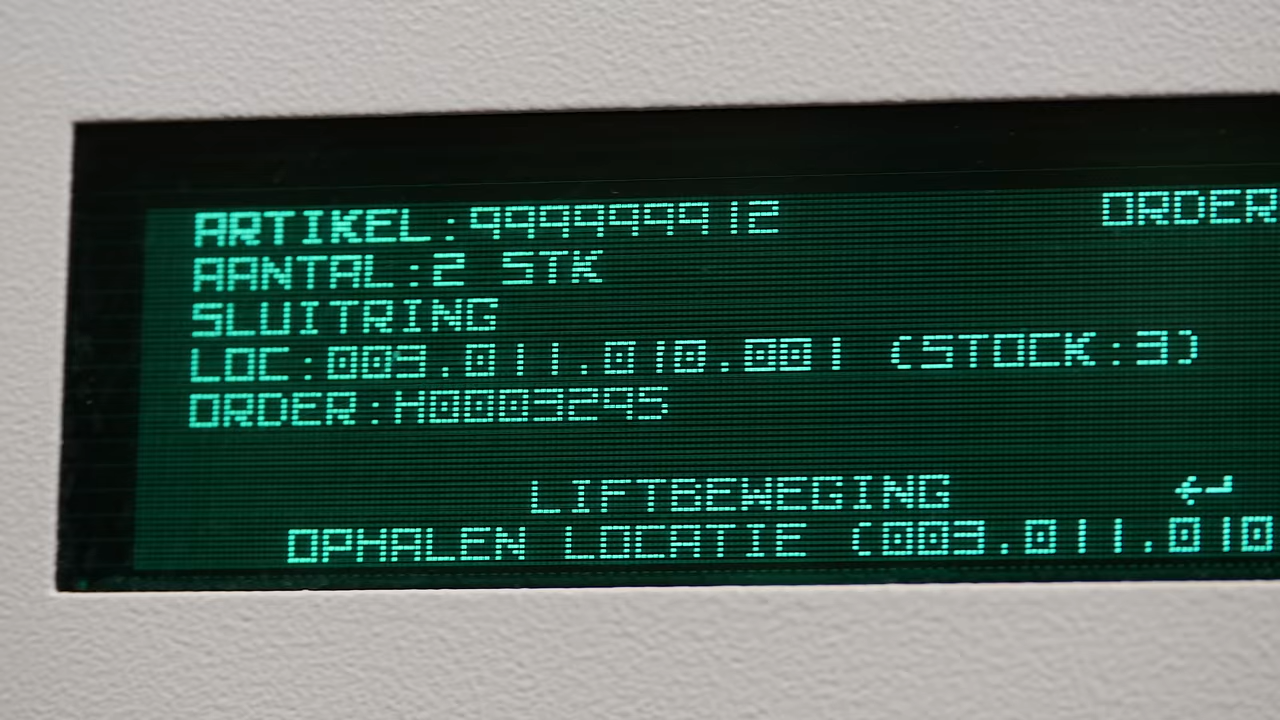 ARTIKEL:999999912 ORDER
AANTAL:2 STK
SLUITRING
LOC:003.011.010.001 (STOCK:3)
ORDER:H0003295
LIFTBEWEGING ↵
OPHALEN LOCATIE (003.011.010